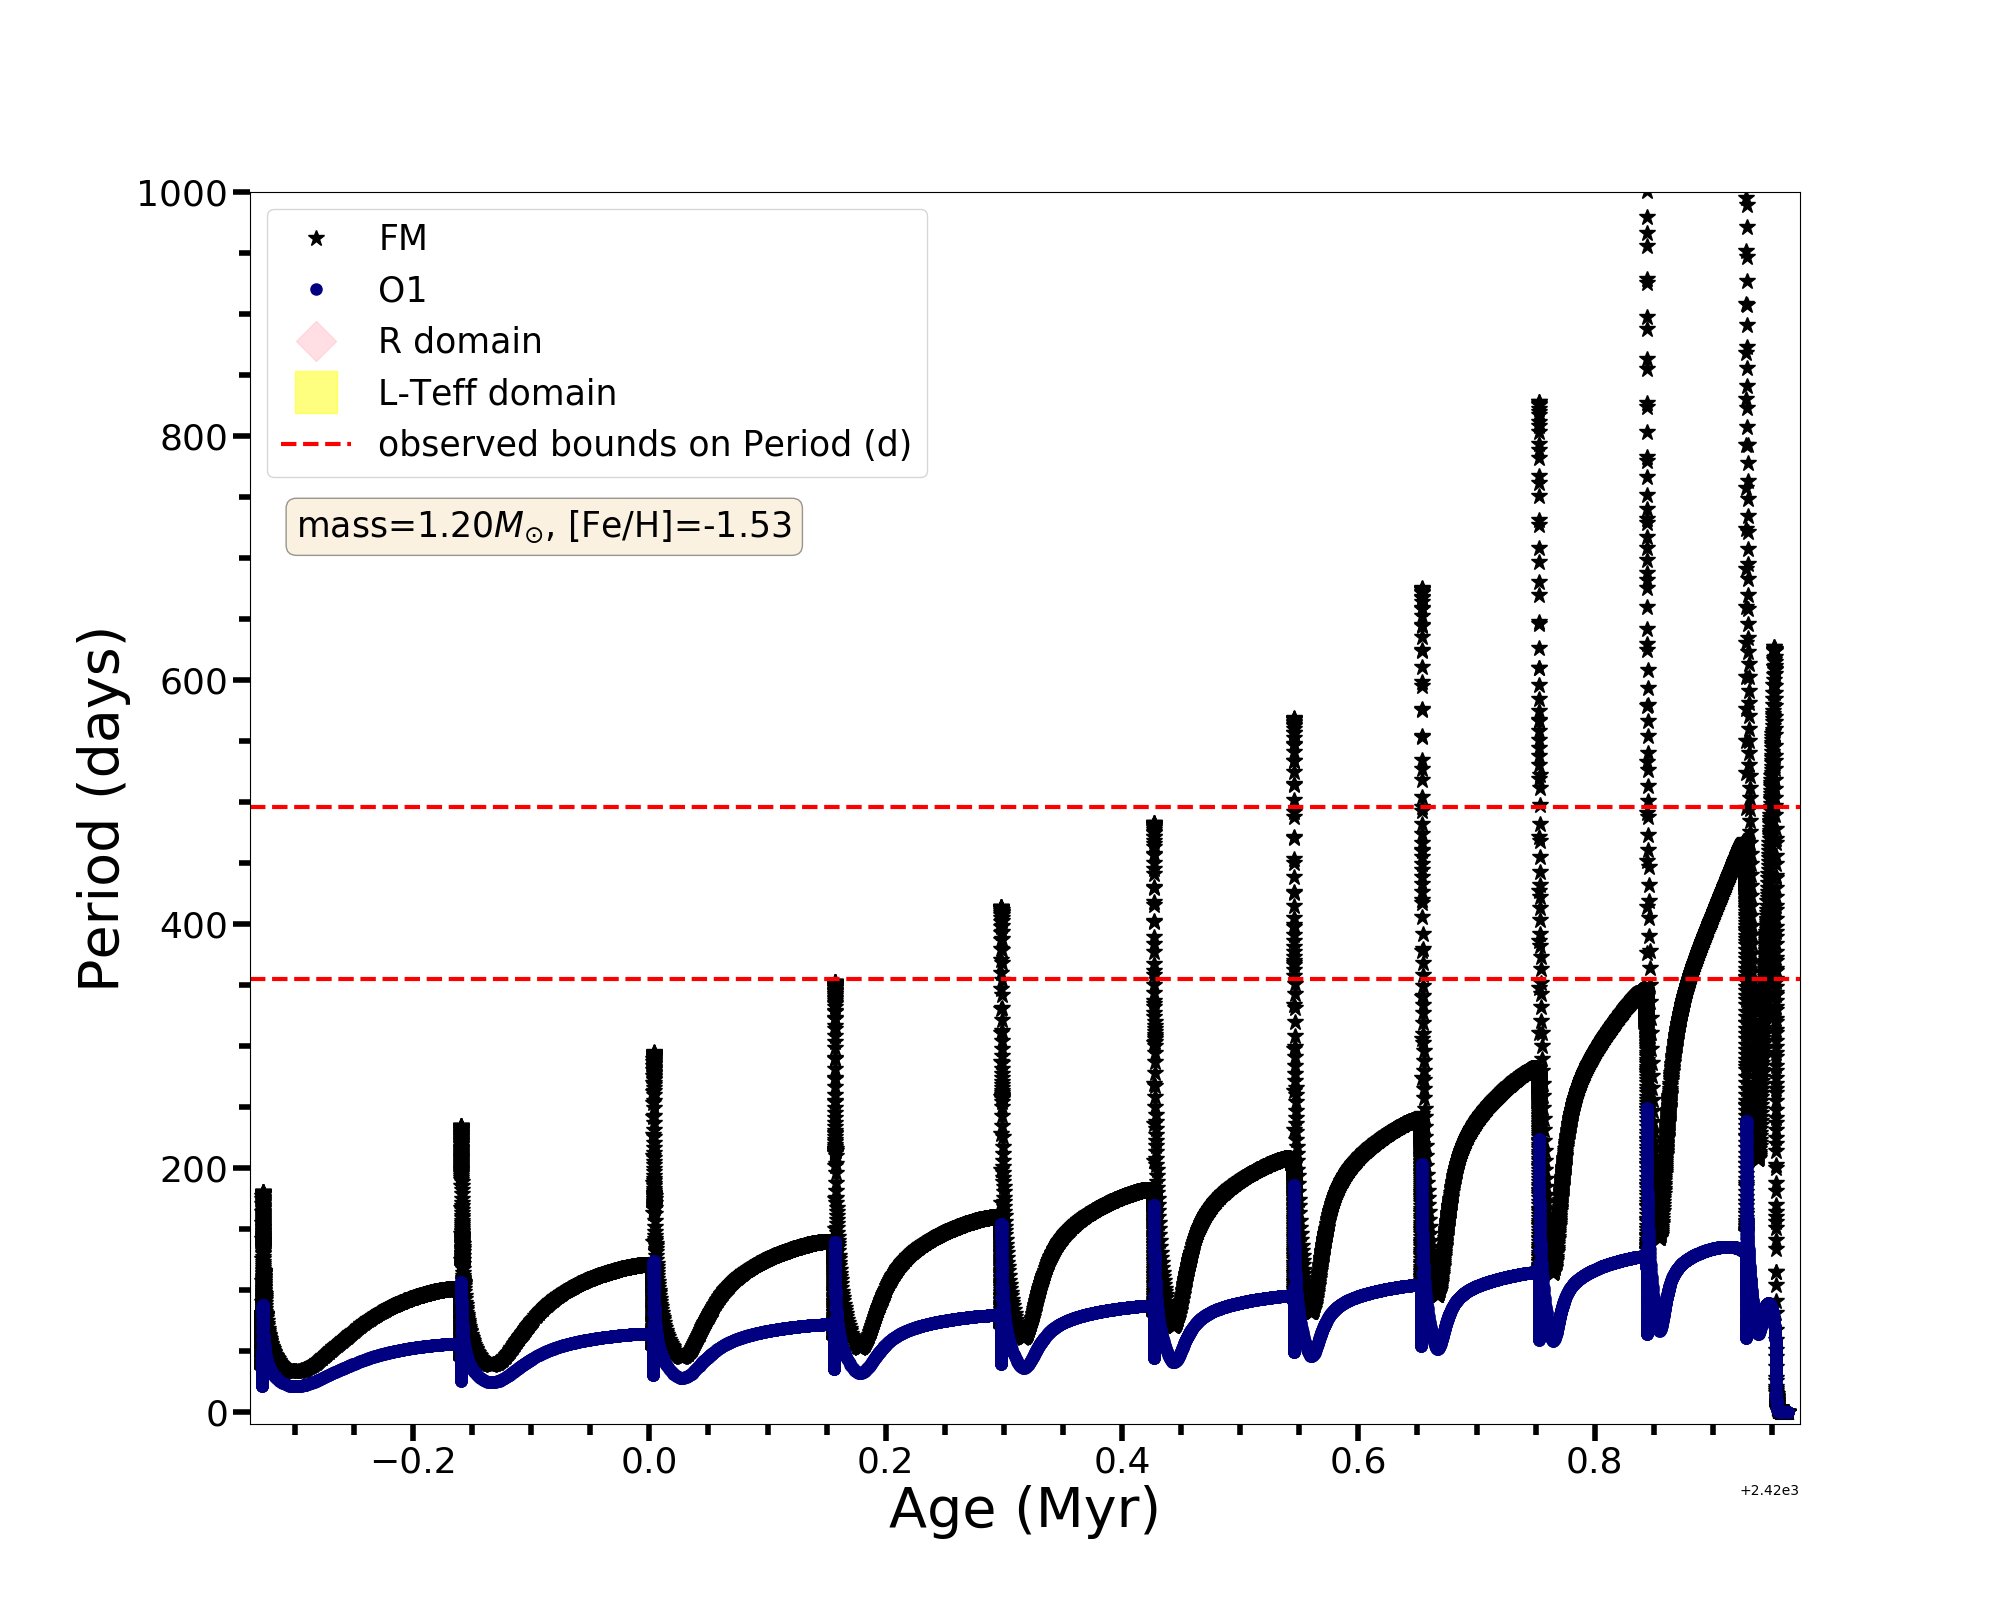 1000
800
600
400
200
0
Period (days)
FM
O1
R domain
L-Teff domain
observed bounds on Period (d)
mass=1.20M☉, [Fe/H]=-1.53
−0.2 0.0 0.2 0.4 0.6 0.8
+2.42e3
Age (Myr)